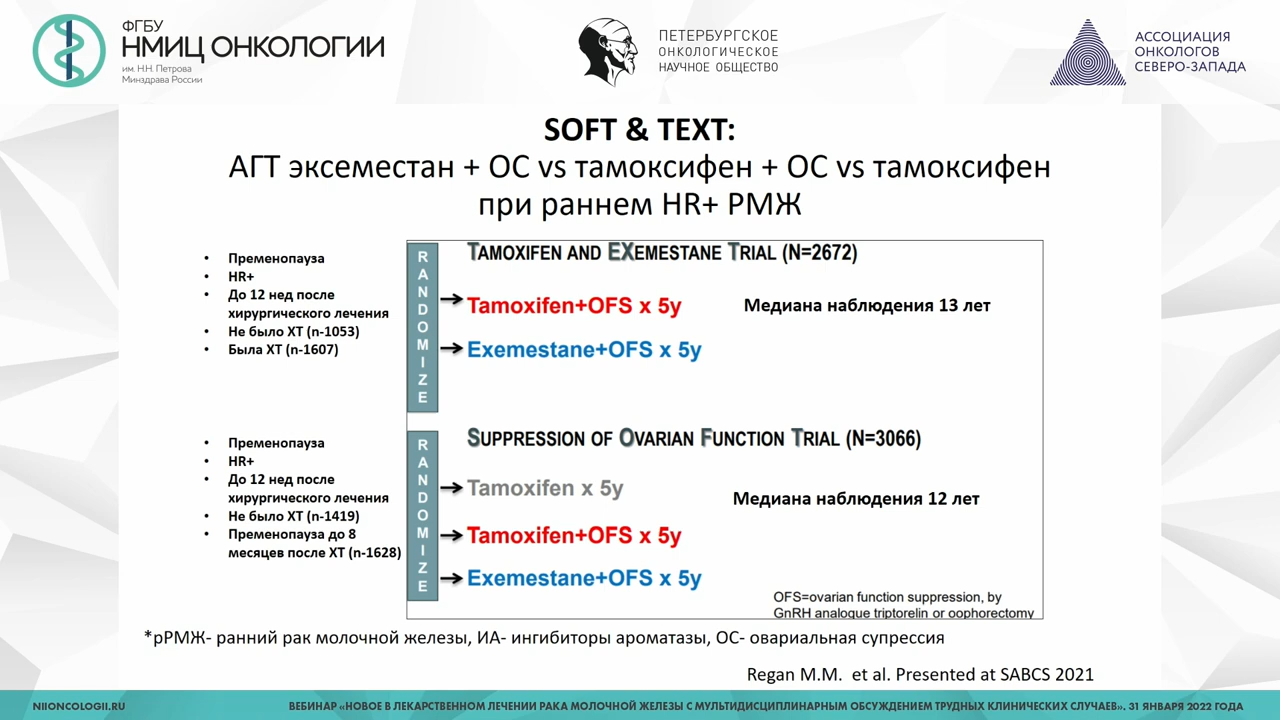 ФГБУ
НМИЦ ОНКОЛОГИИ
им. Н.Н. Петрова
Минздрава России
ПЕТЕРБУРГСКОЕ
ОНКОЛОГИЧЕСКОЕ
НАУЧНОЕ ОБЩЕСТВО
АССОЦИАЦИЯ
ОНКОЛОГОВ
СЕВЕРО-ЗАПАДА
SOFT & TEXT:
АГТ эксеместан + ОС vs тамоксифен + ОС vs тамоксифен
при раннем HR+ РМЖ
• Пременопауза
• HR+
• До 12 нед после
хирургического лечения
• Не было ХТ (n-1053)
• Была ХТ (n-1607)
RANDOMIZE
TAMOXIFEN AND EXEMESTANE TRIAL (N=2672)
Tamoxifen+OFS x 5y
Медиана наблюдения 13 лет
Exemestane+OFS x 5y
• Пременопауза
• HR+
• До 12 нед после
хирургического лечения
• Не было ХТ (n-1419)
• Пременопауза до 8
месяцев после ХТ (n-1628)
RANDOMIZE
SUPPRESSION OF OVARIAN FUNCTION TRIAL (N=3066)
Tamoxifen x 5y
Медиана наблюдения 12 лет
Tamoxifen+OFS x 5y
Exemestane+OFS x 5y
OFS=ovarian function suppression, by
GnRH analogue triptorelin or oophorectomy
*рРМЖ- ранний рак молочной железы, ИА- ингибиторы ароматазы, ОС- овариальная супрессия
Regan M.M. et al. Presented at SABCS 2021
NIIONCOLOGII.RU
ВЕБИНАР «НОВОЕ В ЛЕКАРСТВЕННОМ ЛЕЧЕНИИ РАКА МОЛОЧНОЙ ЖЕЛЕЗЫ С МУЛЬТИДИСЦИПЛИНАРНЫМ ОБСУЖДЕНИЕМ ТРУДНЫХ КЛИНИЧЕСКИХ СЛУЧАЕВ». 31 ЯНВАРЯ 2022 ГОДА